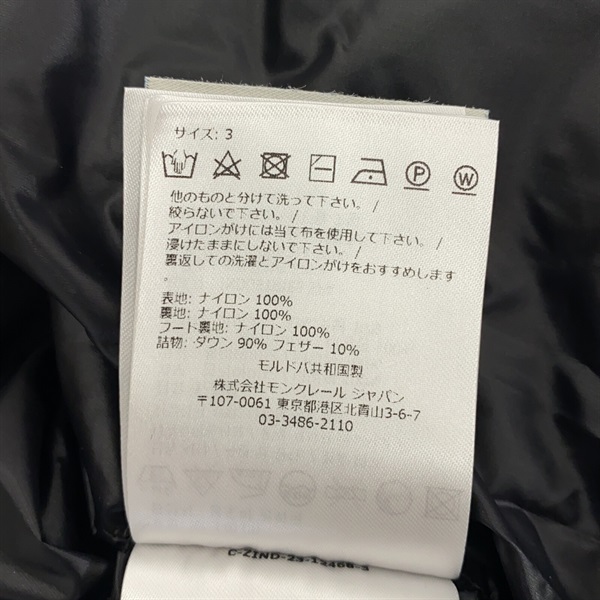 サイズ: 3
P W
他のものと分けて洗って下さい。/
絞らないで下さい。/
アイロンがけには当て布を使用して下さい。/
浸けたままにしないで下さい。/
裏返しての洗濯とアイロンがけをおすすめします
。
表地: ナイロン 100%
裏地: ナイロン 100%
フート裏地: ナイロン 100%
詰物: ダウン 90% フェザー 10%
モルドバ共和国製
株式会社モンクレール ジャパン
〒107-0061 東京都港区北青山3-6-7
03-3486-2110